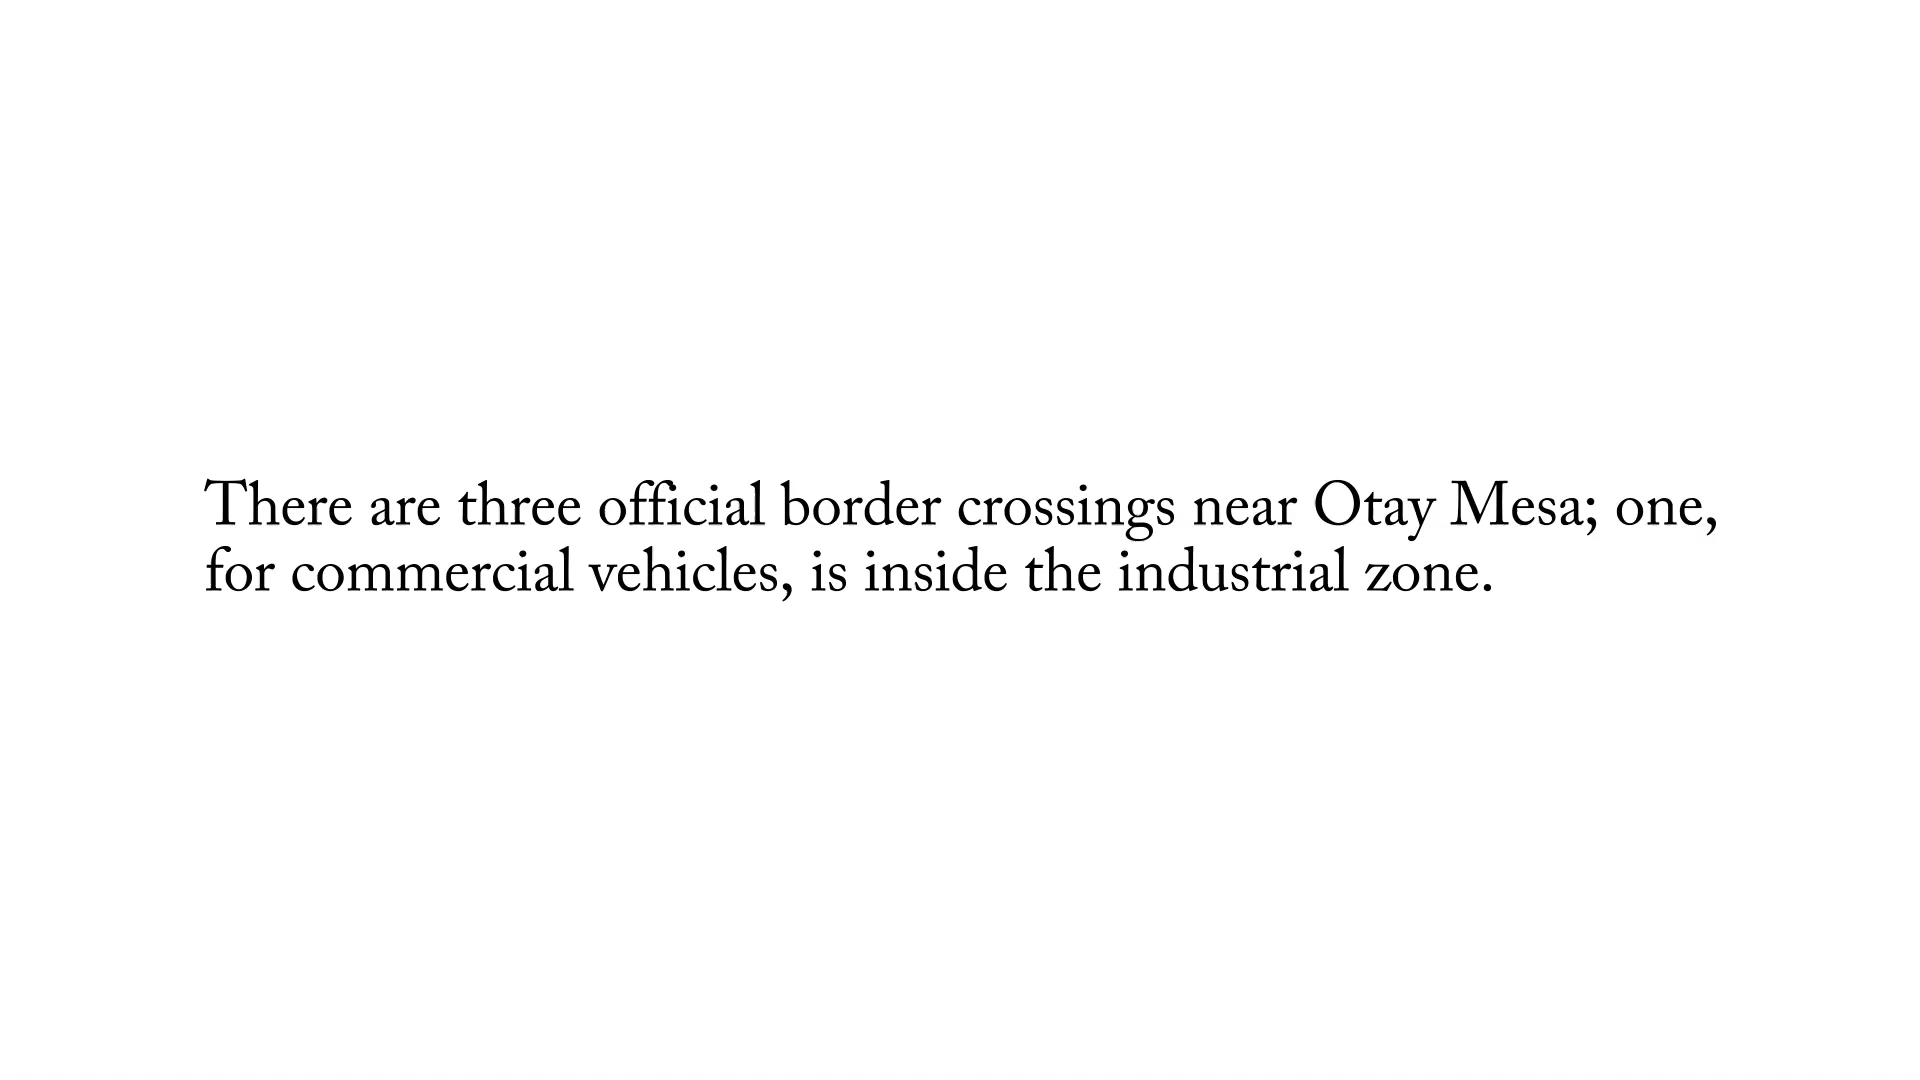 There are three official border crossings near Otay Mesa; one,
for commercial vehicles, is inside the industrial zone.